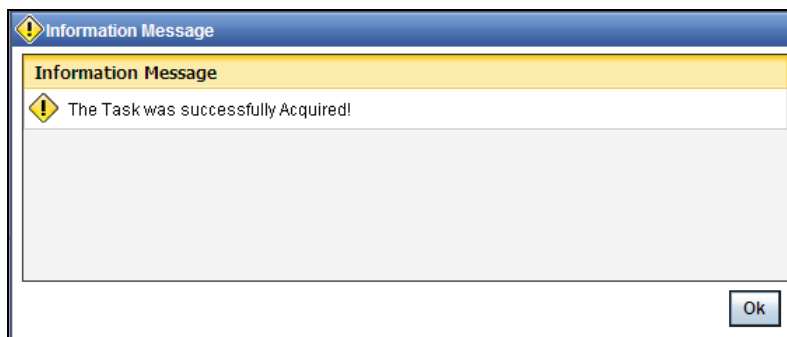 Information Message
Information Message
The Task was successfully Acquired!
Ok